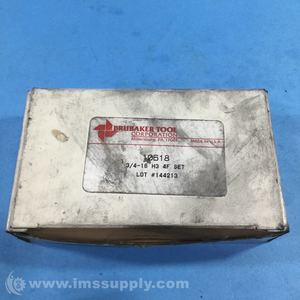 BRUBAKER TOOL
CORPORATION
Millersburg, PA. 17061 MADE IN U.S.A.
10518
3/4-16 H3 4F SET
LOT #144213
© www.imssupply.com